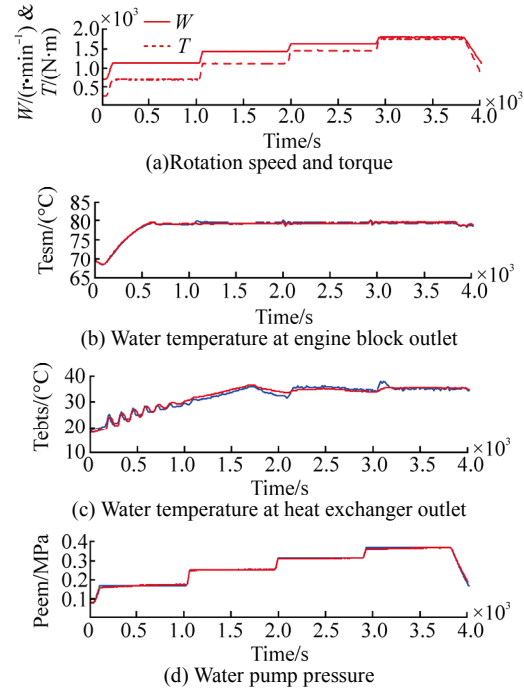 ×10³
W/(r·min⁻¹) &
T/(N·m)
2.0
1.5
1.0
0.5
W
T
0 0.5 1.0 1.5 2.0 2.5 3.0 3.5 4.0
×10³
Time/s
(a)Rotation speed and torque
Tesm/(°C)
85
80
75
70
65
0 0.5 1.0 1.5 2.0 2.5 3.0 3.5 4.0
×10³
Time/s
(b) Water temperature at engine block outlet
Tebts/(°C)
40
30
20
10
0 0.5 1.0 1.5 2.0 2.5 3.0 3.5 4.0
×10³
Time/s
(c) Water temperature at heat exchanger outlet
Peem/MPa
0.4
0.3
0.2
0.1
0 0.5 1.0 1.5 2.0 2.5 3.0 3.5 4.0
×10³
Time/s
(d) Water pump pressure